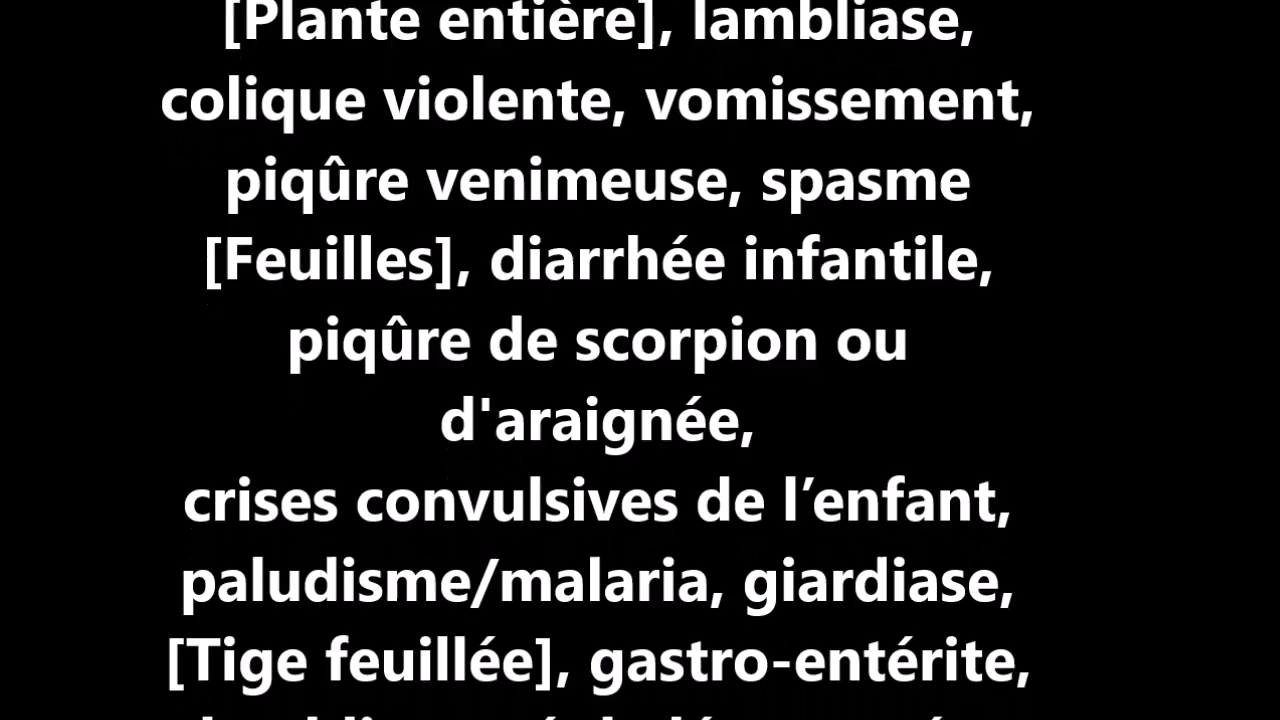 [Plante entière], lambliase,
colique violente, vomissement,
piqûre venimeuse, spasme
[Feuilles], diarrhée infantile,
piqûre de scorpion ou
d'araignée,
crises convulsives de l’enfant,
paludisme/malaria, giardiase,
[Tige feuillée], gastro-entérite,